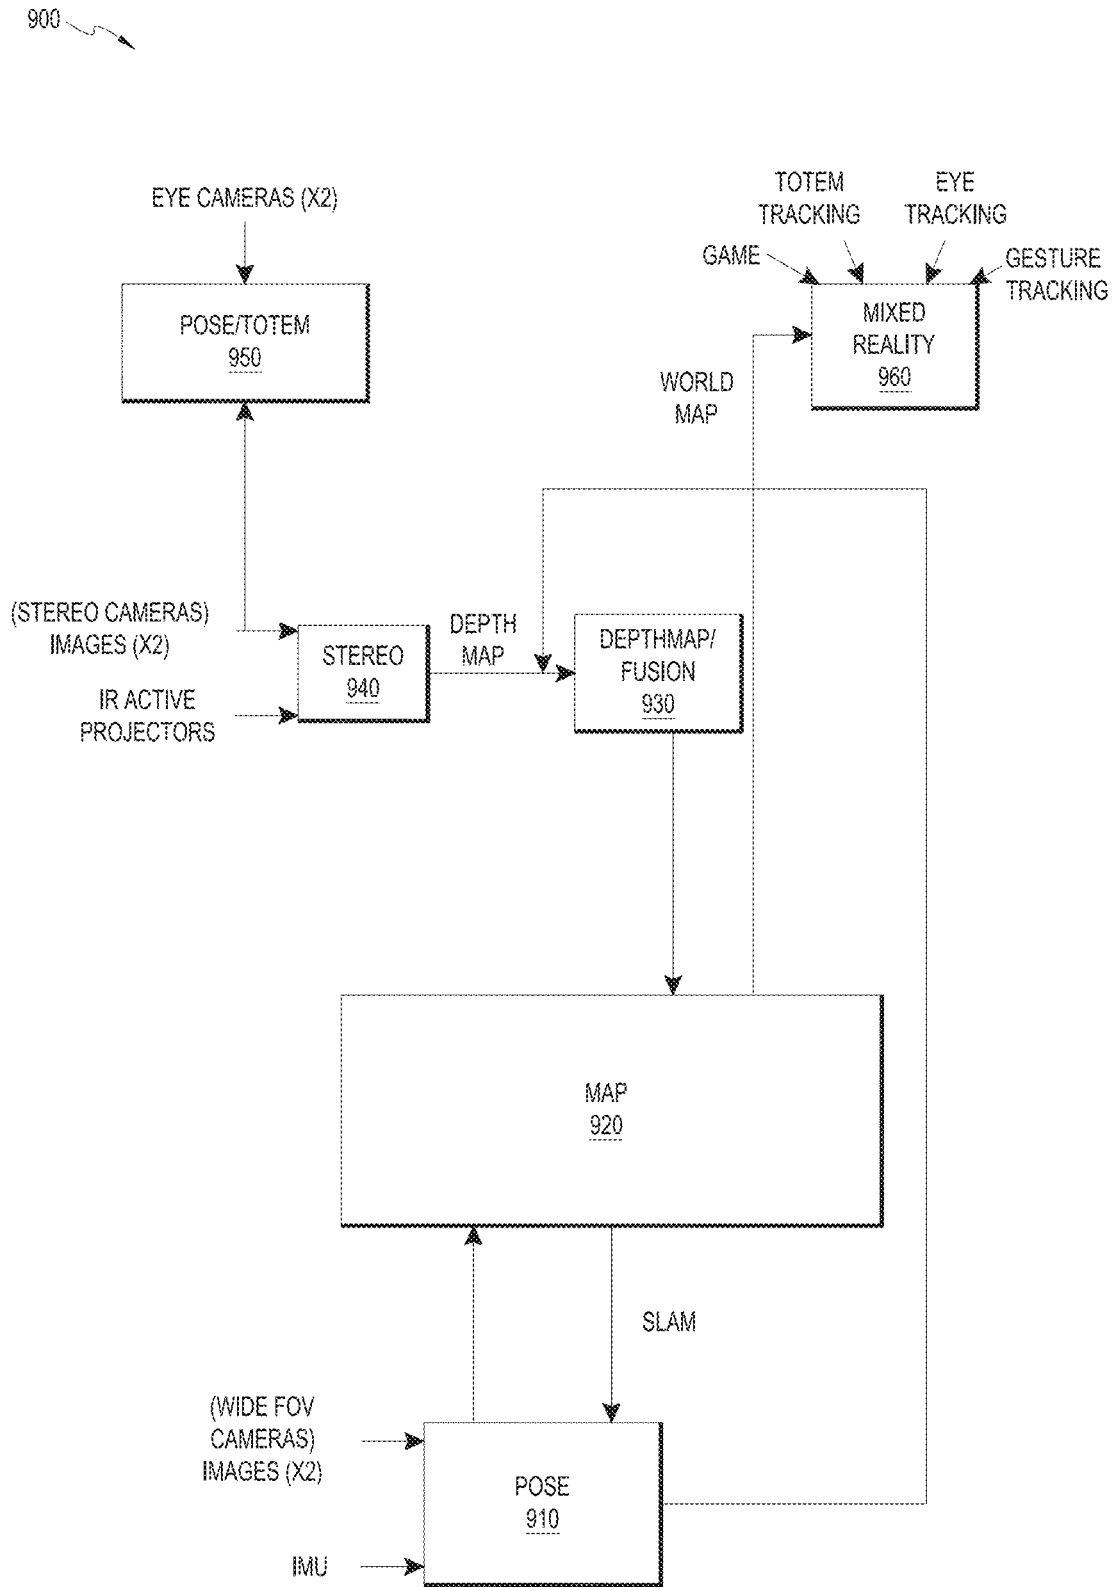 900
EYE CAMERAS (X2)
POSE/TOTEM
950
TOTEM
TRACKING
EYE
TRACKING
GAME
GESTURE
TRACKING
MIXED
REALITY
960
WORLD
MAP
(STEREO CAMERAS)
IMAGES (X2)
IR ACTIVE
PROJECTORS
STEREO
940
DEPTH
MAP
DEPTHMAP/
FUSION
930
MAP
920
SLAM
(WIDE FOV
CAMERAS)
IMAGES (X2)
IMU
POSE
910